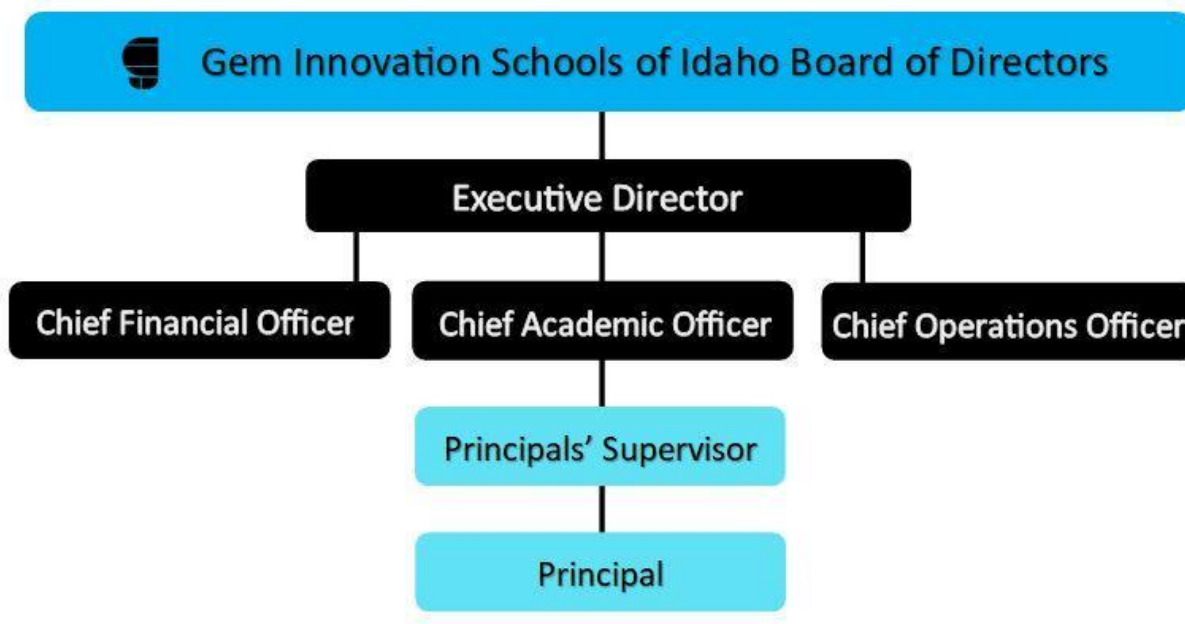 Gem Innovation Schools of Idaho Board of Directors
Executive Director
Chief Financial Officer
Chief Academic Officer
Chief Operations Officer
Principals’ Supervisor
Principal